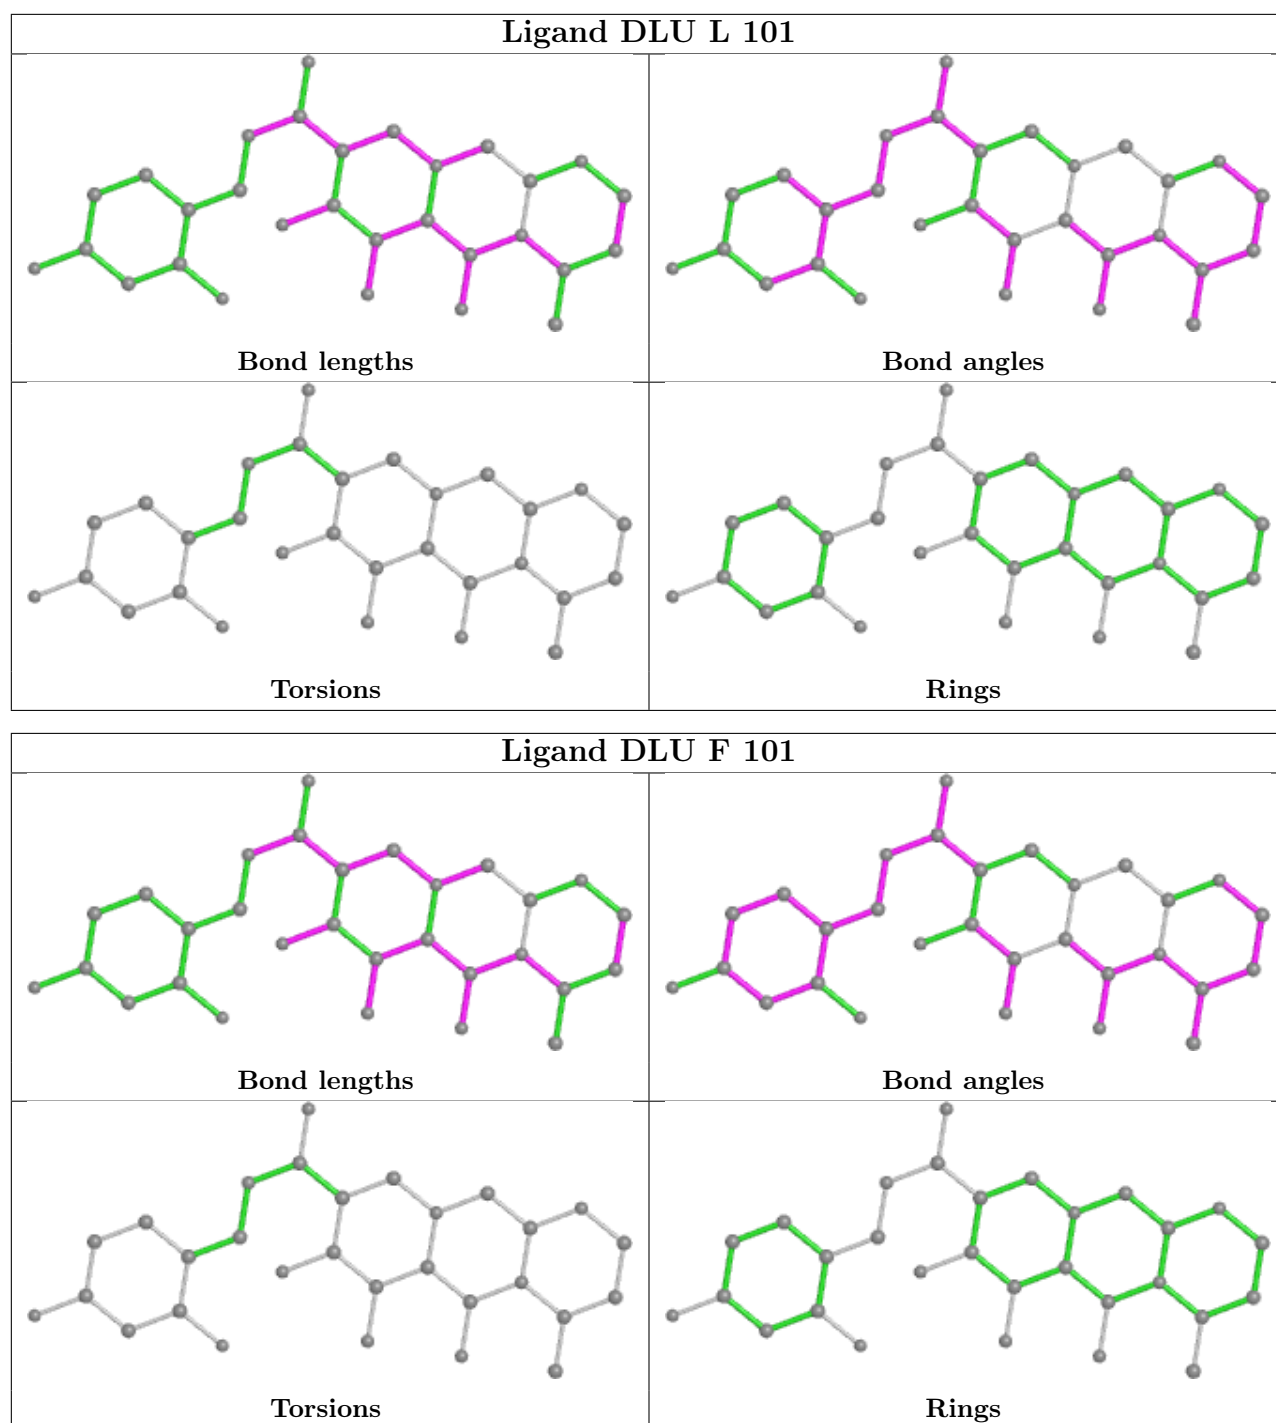 Ligand DLU L 101
Bond lengths
Bond angles
Torsions
Rings
Ligand DLU F 101
Bond lengths
Bond angles
Torsions
Rings